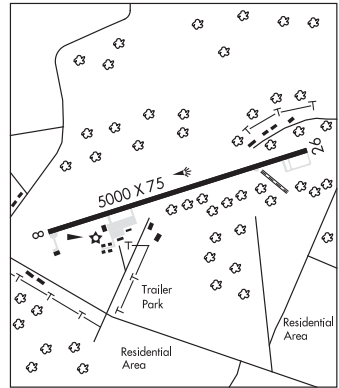 26
5000 X 75
8
Trailer
Park
Residential
Area
Residential
Area